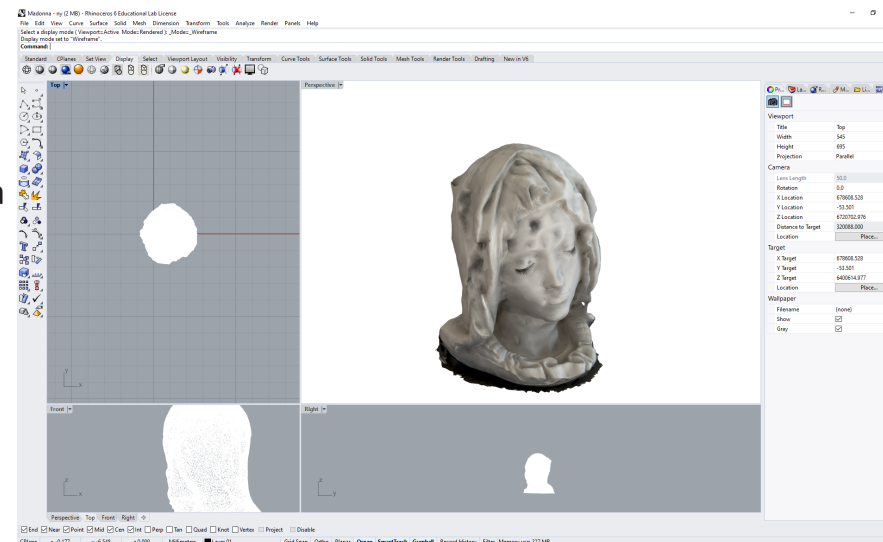 Madonna - ny (2 MB) - Rhinoceros 6 Educational Lab License
File Edit View Curve Surface Solid Mesh Dimension Transform Tools Analyze Render Panels Help
Select a display mode ( Viewport=Active Mode=Rendered ): _Mode=_Wireframe
Display mode set to "Wireframe".
Command:
Standard CPlanes Set View Display Select Viewport Layout Visibility Transform Curve Tools Surface Tools Solid Tools Mesh Tools Render Tools Drafting New in V6
Top
Perspective
Pr... La... R... M... Li...
Viewport
Title Top
Width 545
Height 695
Projection Parallel
Camera
Lens Length 50.0
Rotation 0.0
X Location 678608.528
Y Location -53.501
Z Location 6720702.976
Distance to Target 320088.000
Location Place...
Target
X Target 678608.528
Y Target -53.501
Z Target 6400614.977
Location Place...
Wallpaper
Filename (none)
Show
Gray
y
x
Front
Right
z
x
z
y
Perspective Top Front Right
End Near Point Mid Cen Int Perp Tan Quad Knot Vertex Project Disable